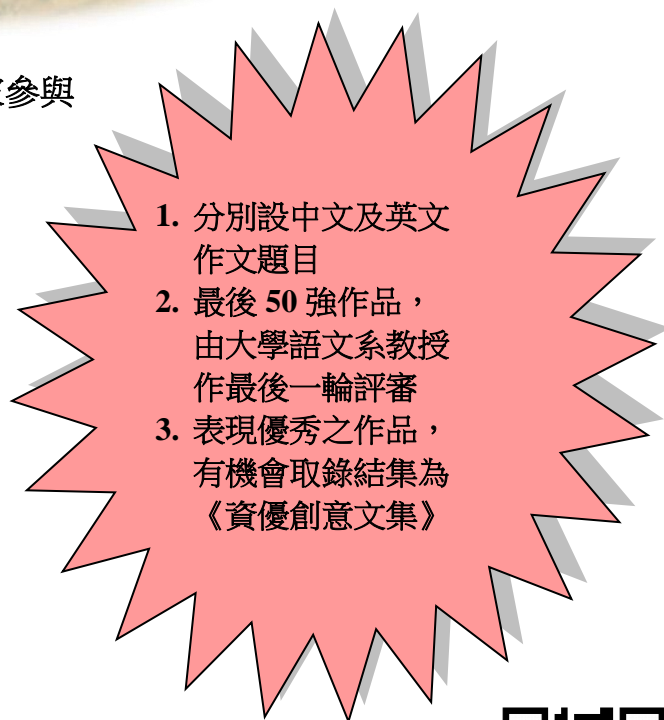 參與
1. 分別設中文及英文
作文題目
2. 最後 50 強作品，
由大學語文系教授
作最後一輪評審
3. 表現優秀之作品，
有機會取錄結集為
《資優創意文集》